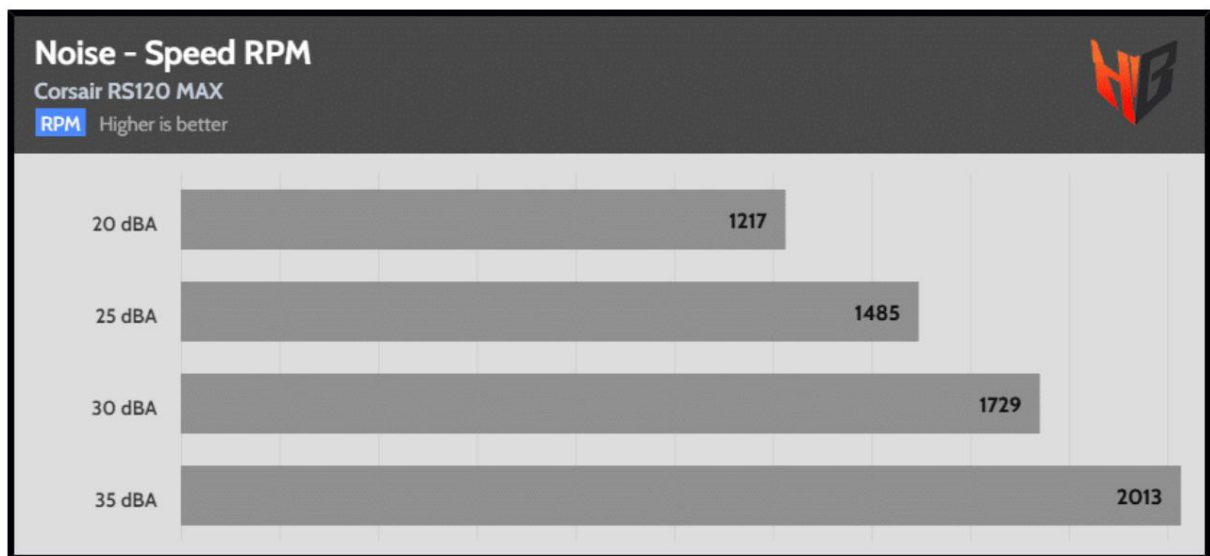 Noise - Speed RPM
Corsair RS120 MAX
RPM Higher is better
HB
20 dBA 1217
25 dBA 1485
30 dBA 1729
35 dBA 2013